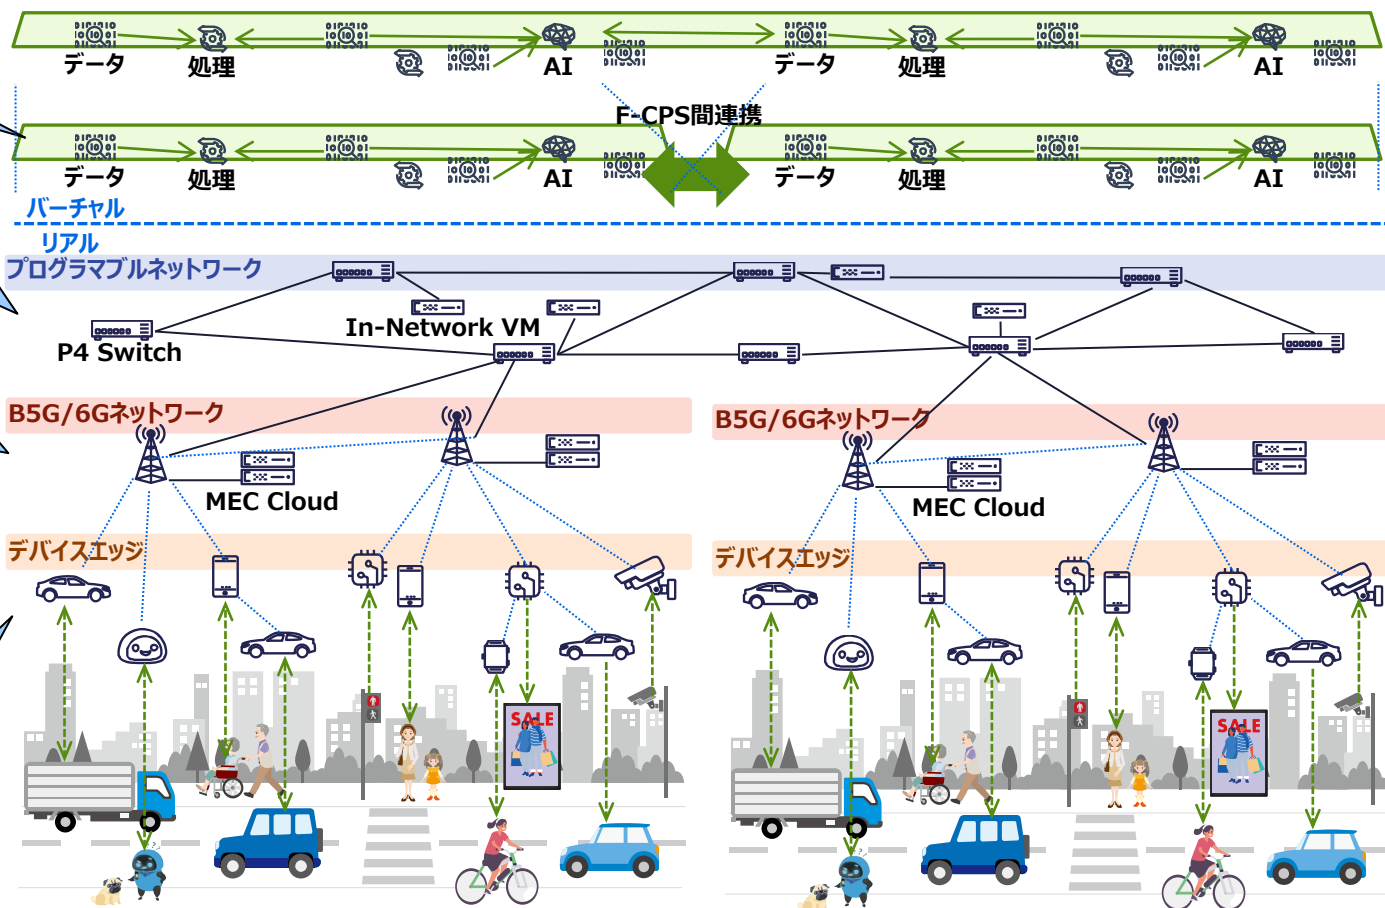 データ 処理 AI データ 処理 AI
F-CPS間連携
データ 処理 AI データ 処理 AI
バーチャル
リアル
プログラマブルネットワーク
In-Network VM
P4 Switch
B5G/6Gネットワーク
B5G/6Gネットワーク
MEC Cloud
MEC Cloud
デバイスエッジ
デバイスエッジ
SALE
SALE